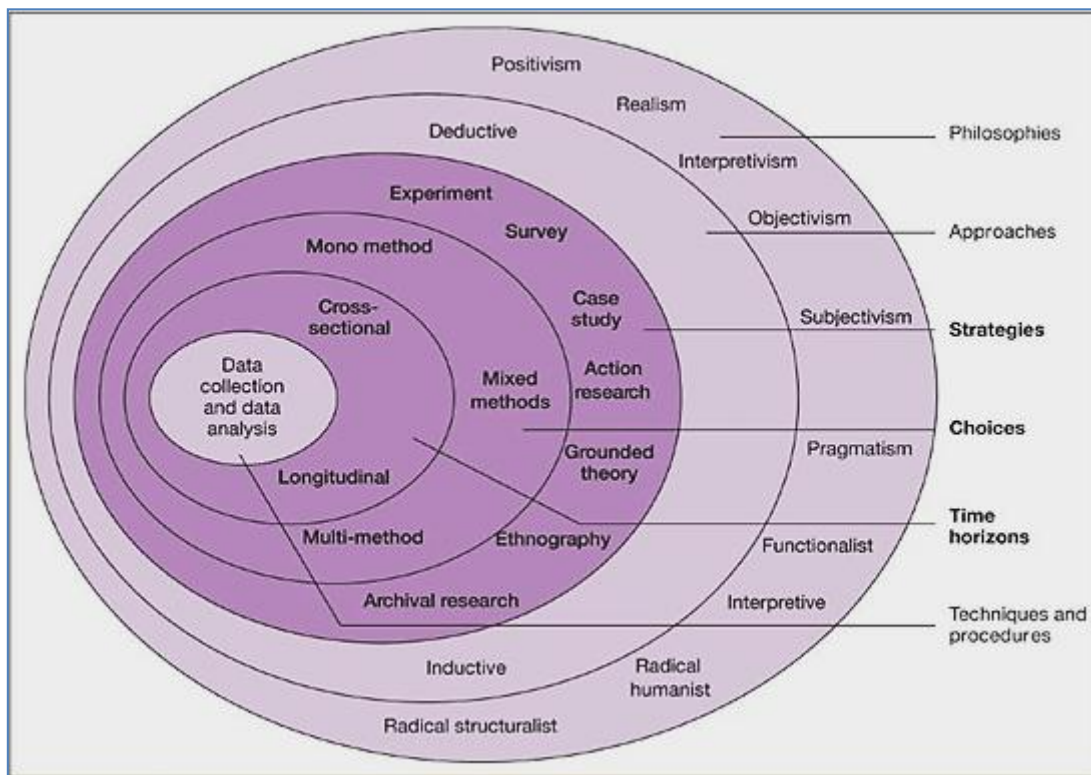 Positivism
Realism
Philosophies
Deductive
Interpretivism
Experiment
Objectivism
Approaches
Survey
Mono method
Cross-
sectional
Case
study
Subjectivism
Strategies
Data
collection
and data
analysis
Mixed
methods
Action
research
Choices
Pragmatism
Grounded
theory
Longitudinal
Time
horizons
Multi-method
Ethnography
Functionalist
Archival research
Interpretive
Techniques and
procedures
Inductive
Radical
humanist
Radical structuralist